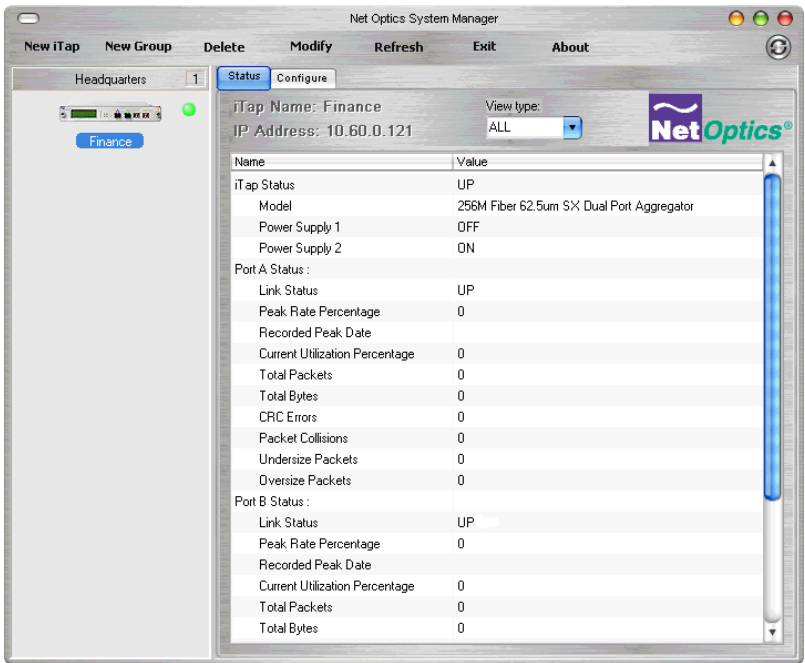 Net Optics System Manager
New iTap New Group Delete Modify Refresh Exit About
Headquarters 1
Finance
Status Configure
iTap Name: Finance
IP Address: 10.60.0.121
View type:
ALL
Net Optics®
Name Value
iTap Status UP
Model 256M Fiber 62.5um SX Dual Port Aggregator
Power Supply 1 OFF
Power Supply 2 ON
Port A Status :
Link Status UP
Peak Rate Percentage 0
Recorded Peak Date
Current Utilization Percentage 0
Total Packets 0
Total Bytes 0
CRC Errors 0
Packet Collisions 0
Undersize Packets 0
Oversize Packets 0
Port B Status :
Link Status UP
Peak Rate Percentage 0
Recorded Peak Date
Current Utilization Percentage 0
Total Packets 0
Total Bytes 0